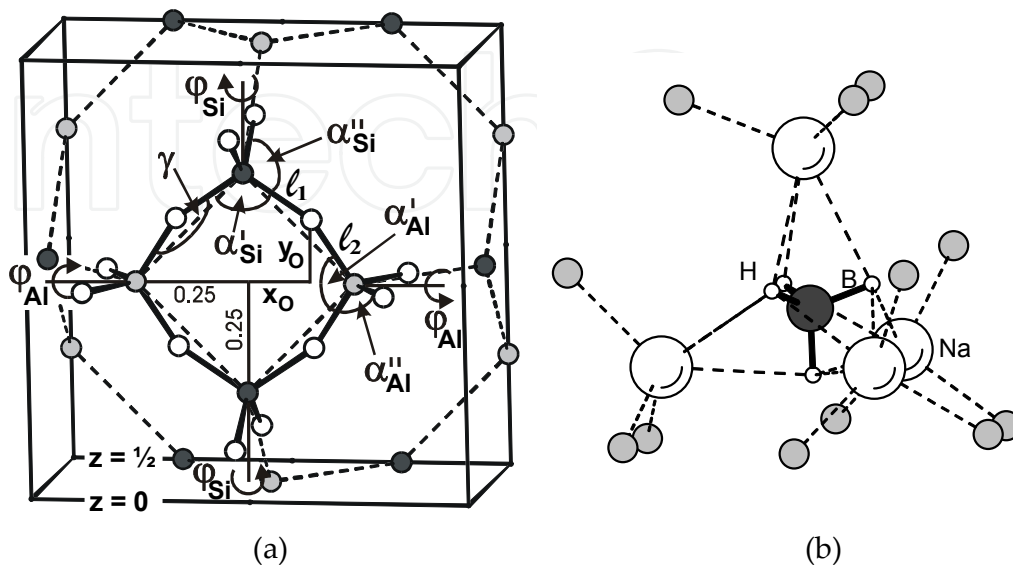 φSi
α''Si
γ
ℓ1
α'Si
ℓ2
α'Al
yO
φAl
0.25
xO
φAl
0.25
α''Al
z = ½
φSi
z = 0
(a)
H
B
Na
(b)